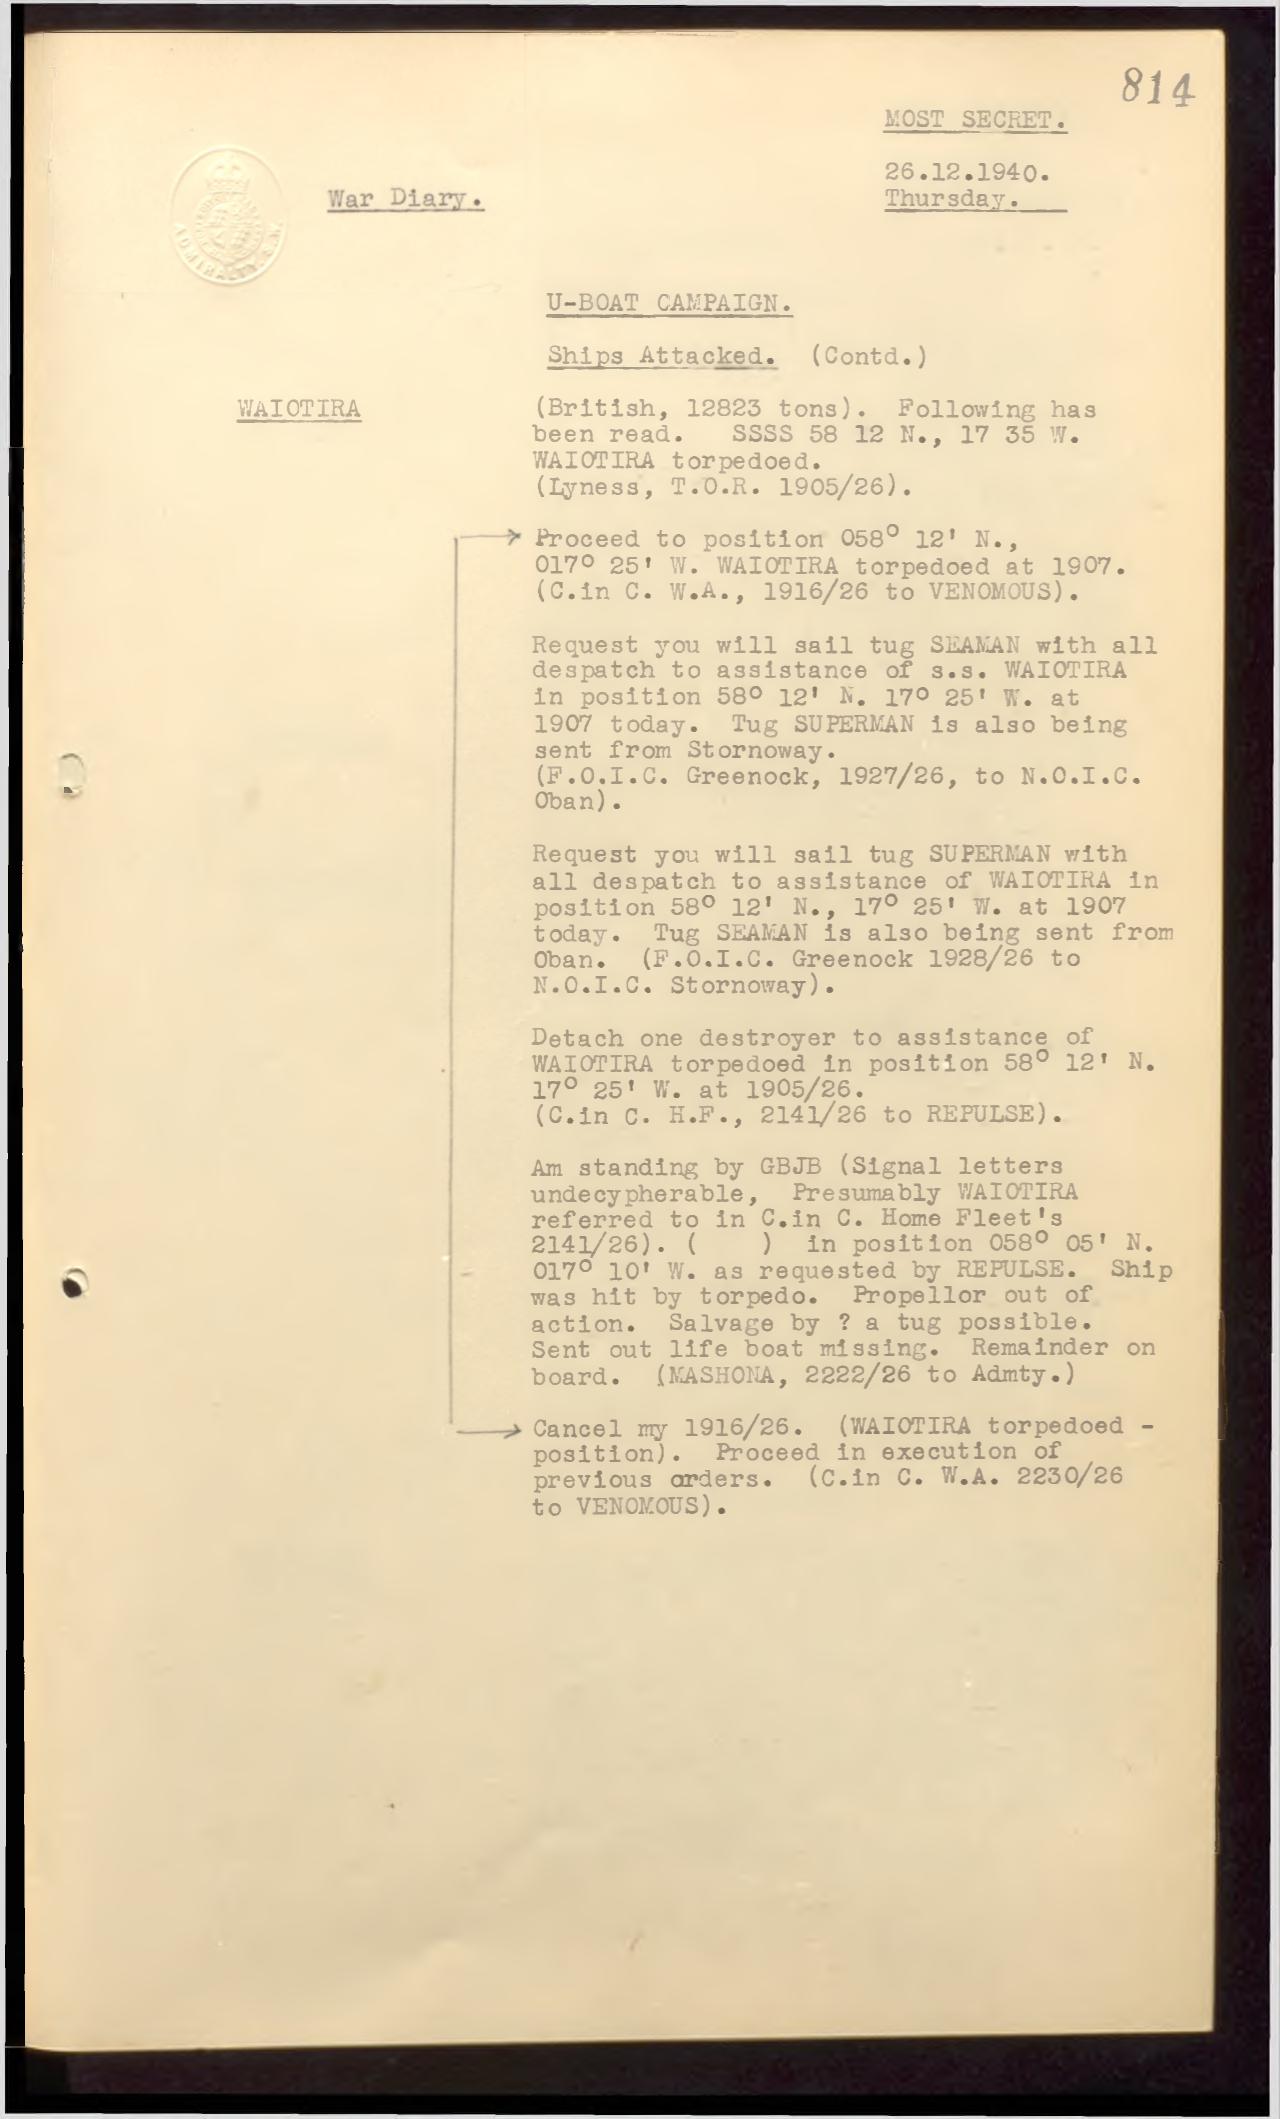 814
MOST SECRET.
26.12.1940.
Thursday.
War Diary.
ADMIRALTY. S.W.
U-BOAT CAMPAIGN.
Ships Attacked. (Contd.)
WAIOTIRA
(British, 12823 tons). Following has
been read. SSSS 58 12 N., 17 35 W.
WAIOTIRA torpedoed.
(Lyness, T.O.R. 1905/26).
Proceed to position 058° 12' N.,
017° 25' W. WAIOTIRA torpedoed at 1907.
(C.in C. W.A., 1916/26 to VENOMOUS).
Request you will sail tug SEAMAN with all
despatch to assistance of s.s. WAIOTIRA
in position 58° 12' N. 17° 25' W. at
1907 today. Tug SUPERMAN is also being
sent from Stornoway.
(F.O.I.C. Greenock, 1927/26, to N.O.I.C.
Oban).
Request you will sail tug SUPERMAN with
all despatch to assistance of WAIOTIRA in
position 58° 12' N., 17° 25' W. at 1907
today. Tug SEAMAN is also being sent from
Oban. (F.O.I.C. Greenock 1928/26 to
N.O.I.C. Stornoway).
Detach one destroyer to assistance of
WAIOTIRA torpedoed in position 58° 12' N.
17° 25' W. at 1905/26.
(C.in C. H.F., 2141/26 to REPULSE).
Am standing by GBJB (Signal letters
undecypherable, Presumably WAIOTIRA
referred to in C.in C. Home Fleet's
2141/26). ( ) in position 058° 05' N.
017° 10' W. as requested by REPULSE. Ship
was hit by torpedo. Propellor out of
action. Salvage by ? a tug possible.
Sent out life boat missing. Remainder on
board. (MASHONA, 2222/26 to Admty.)
Cancel my 1916/26. (WAIOTIRA torpedoed -
position). Proceed in execution of
previous orders. (C.in C. W.A. 2230/26
to VENOMOUS).